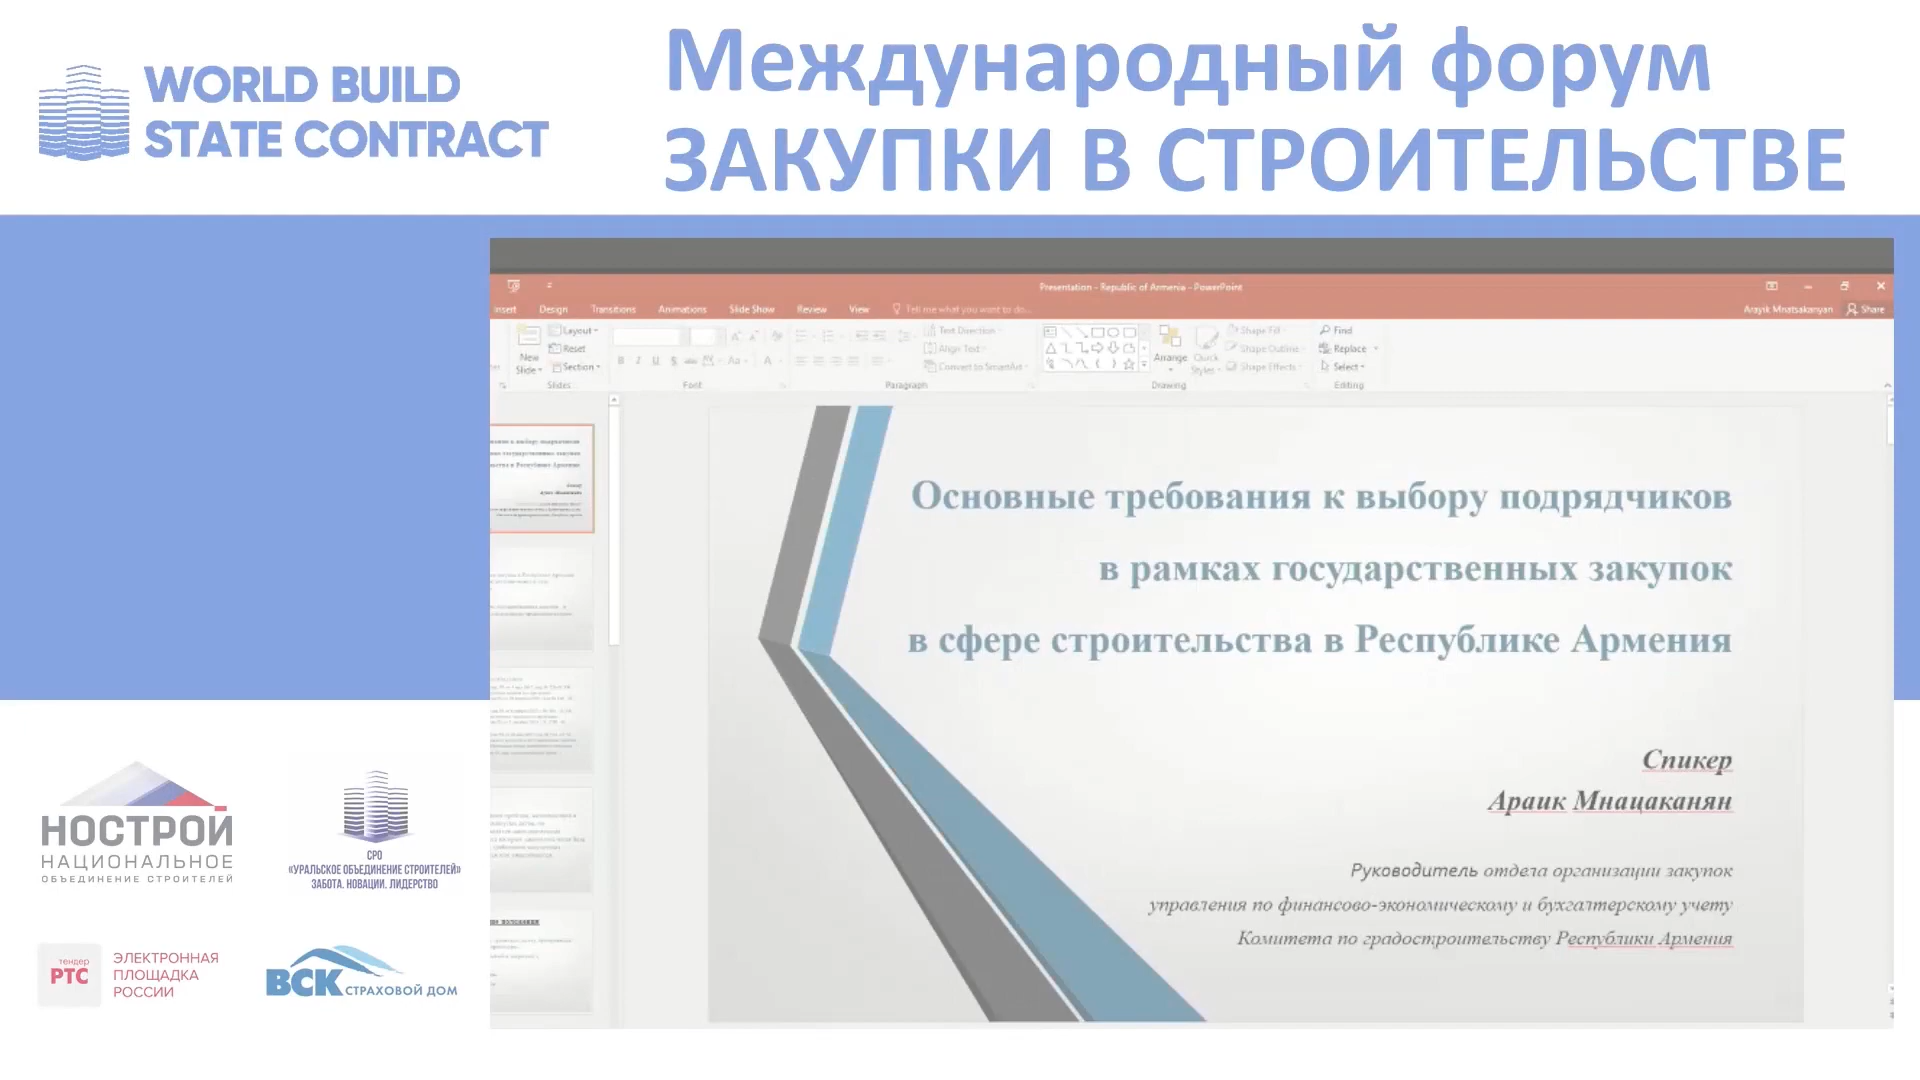 WORLD BUILD
STATE CONTRACT
Международный форум
ЗАКУПКИ В СТРОИТЕЛЬСТВЕ
Presentation - Republic of Armenia - PowerPoint
Insert Design Transitions Animations Slide Show Review View Tell me what you want to do... Arayik Mnatsakanyan Share
New
Slide
Layout
Reset
Section
Slides
Font
Text Direction
Align Text
Convert to SmartArt
Paragraph
Arrange
Quick
Styles
Shape Fill
Shape Outline
Shape Effects
Drawing
Find
Replace
Select
Editing
Основные требования к выбору подрядчиков
в рамках государственных закупок
в сфере строительства в Республике Армения
Спикер
Араик Мнацаканян
Руководитель отдела организации закупок
управления по финансово-экономическому и бухгалтерскому учету
Комитета по градостроительству Республики Армения
НОСТРОЙ
НАЦИОНАЛЬНОЕ
ОБЪЕДИНЕНИЕ СТРОИТЕЛЕЙ
СРО
«УРАЛЬСКОЕ ОБЪЕДИНЕНИЕ СТРОИТЕЛЕЙ»
ЗАБОТА. НОВАЦИИ. ЛИДЕРСТВО
тендер
РТС
ЭЛЕКТРОННАЯ
ПЛОЩАДКА
РОССИИ
ВСК СТРАХОВОЙ ДОМ